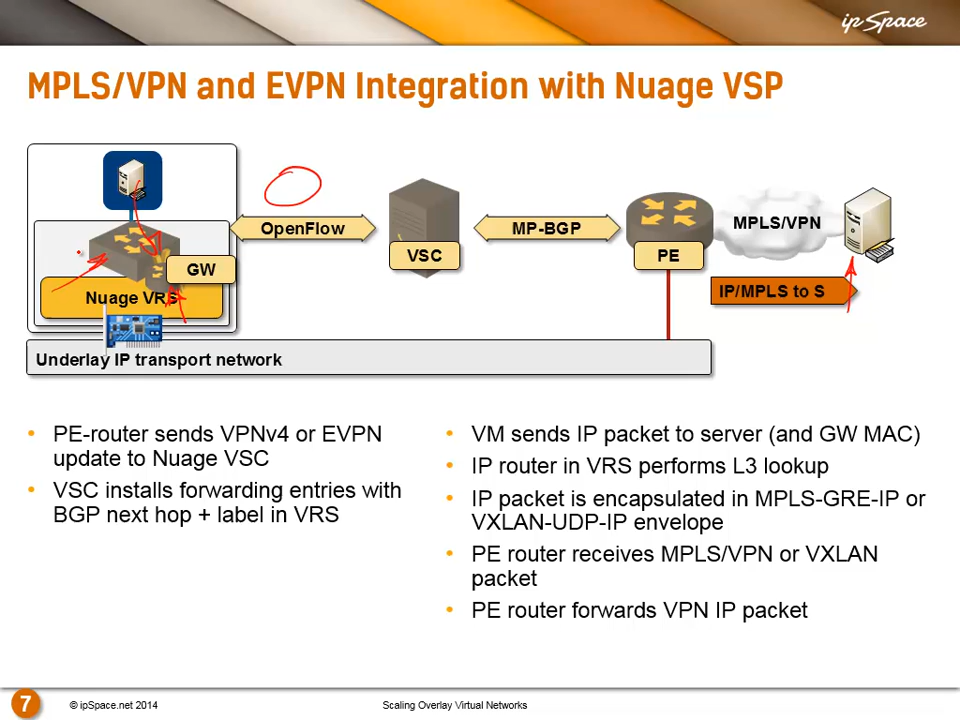 ip Space
MPLS/VPN and EVPN Integration with Nuage VSP
OpenFlow
MP-BGP
MPLS/VPN
GW
VSC
PE
Nuage VRS
IP/MPLS to S
Underlay IP transport network
• PE-router sends VPNv4 or EVPN
update to Nuage VSC
• VSC installs forwarding entries with
BGP next hop + label in VRS
• VM sends IP packet to server (and GW MAC)
• IP router in VRS performs L3 lookup
• IP packet is encapsulated in MPLS-GRE-IP or
VXLAN-UDP-IP envelope
• PE router receives MPLS/VPN or VXLAN
packet
• PE router forwards VPN IP packet
7
© ipSpace.net 2014
Scaling Overlay Virtual Networks